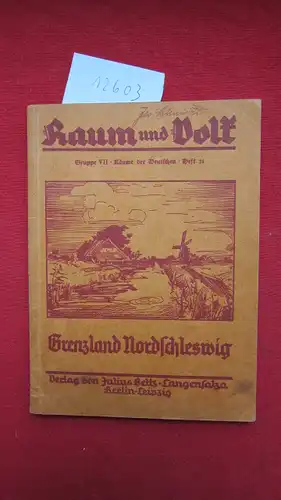 12603
Raum und Volk
Gruppe VII · Räume der Deutschen · Heft 21
Grenzland Nordschleswig
Verlag von Julius Beltz-Langensalza
Berlin-Leipzig